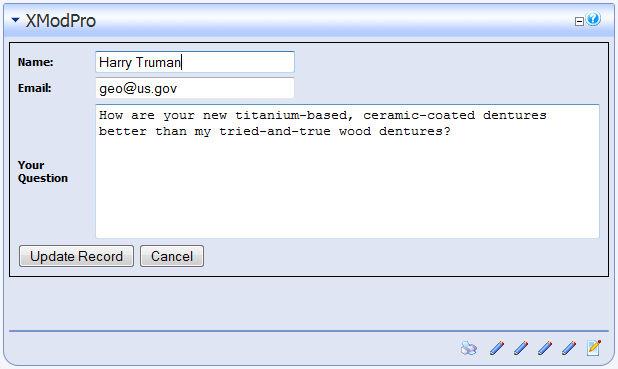 XModPro
Name: Harry Truman
Email: geo@us.gov
How are your new titanium-based, ceramic-coated dentures
better than my tried-and-true wood dentures?
Your
Question
Update Record Cancel